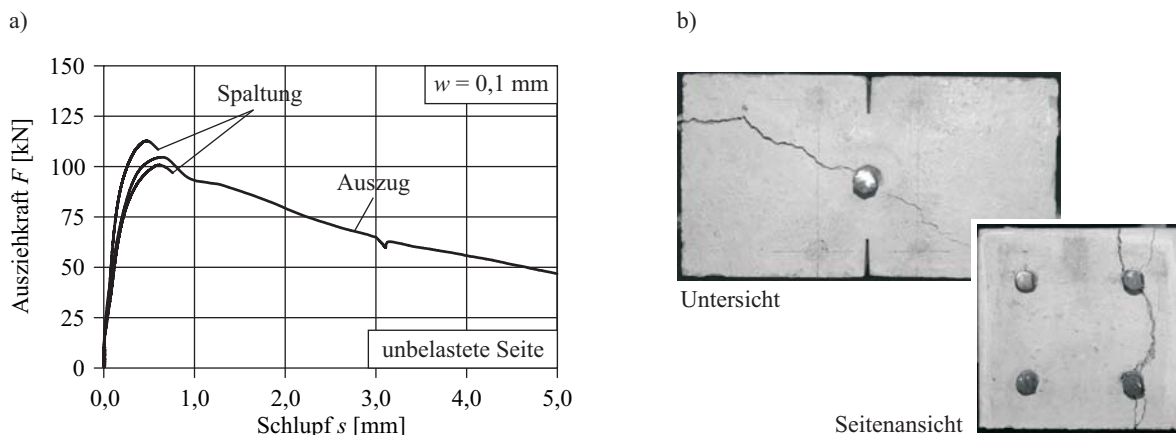 a)
150
125
100
75
50
25
0
Ausziehkraft F [kN]
w = 0,1 mm
Spaltung
Auszug
unbelastete Seite
0,0 1,0 2,0 3,0 4,0 5,0
Schlupf s [mm]
b)
Untersicht
Seitenansicht